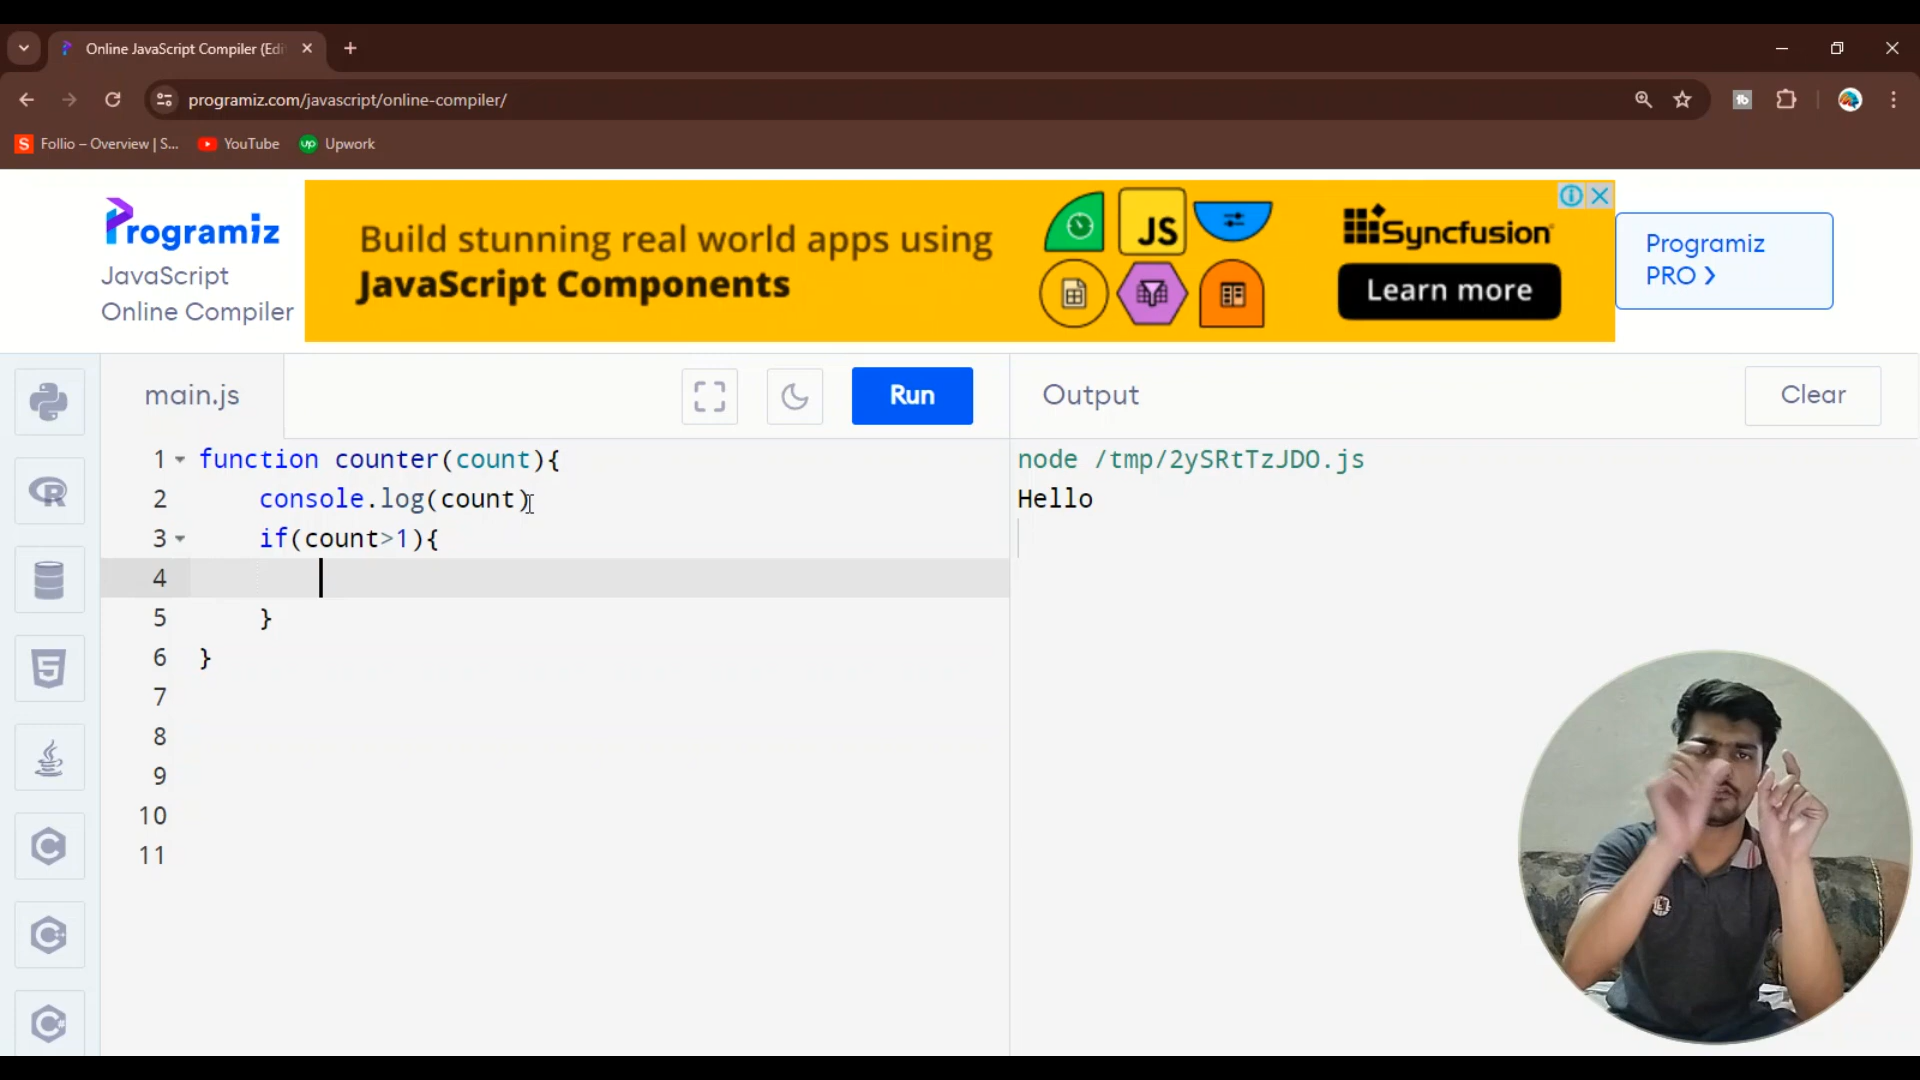 Online JavaScript Compiler (Edi
programiz.com/javascript/online-compiler/
Follio – Overview | S...
YouTube
up
Upwork
Programiz
JavaScript
Online Compiler
Build stunning real world apps using
JavaScript Components
JS
Syncfusion
Learn more
Programiz
PRO
main.js
Run
Output
Clear
1 function counter(count){
2 console.log(count)
3 if(count>1){
4
5 }
6 }
7
8
9
10
11
node /tmp/2ySRtTzJDO.js
Hello